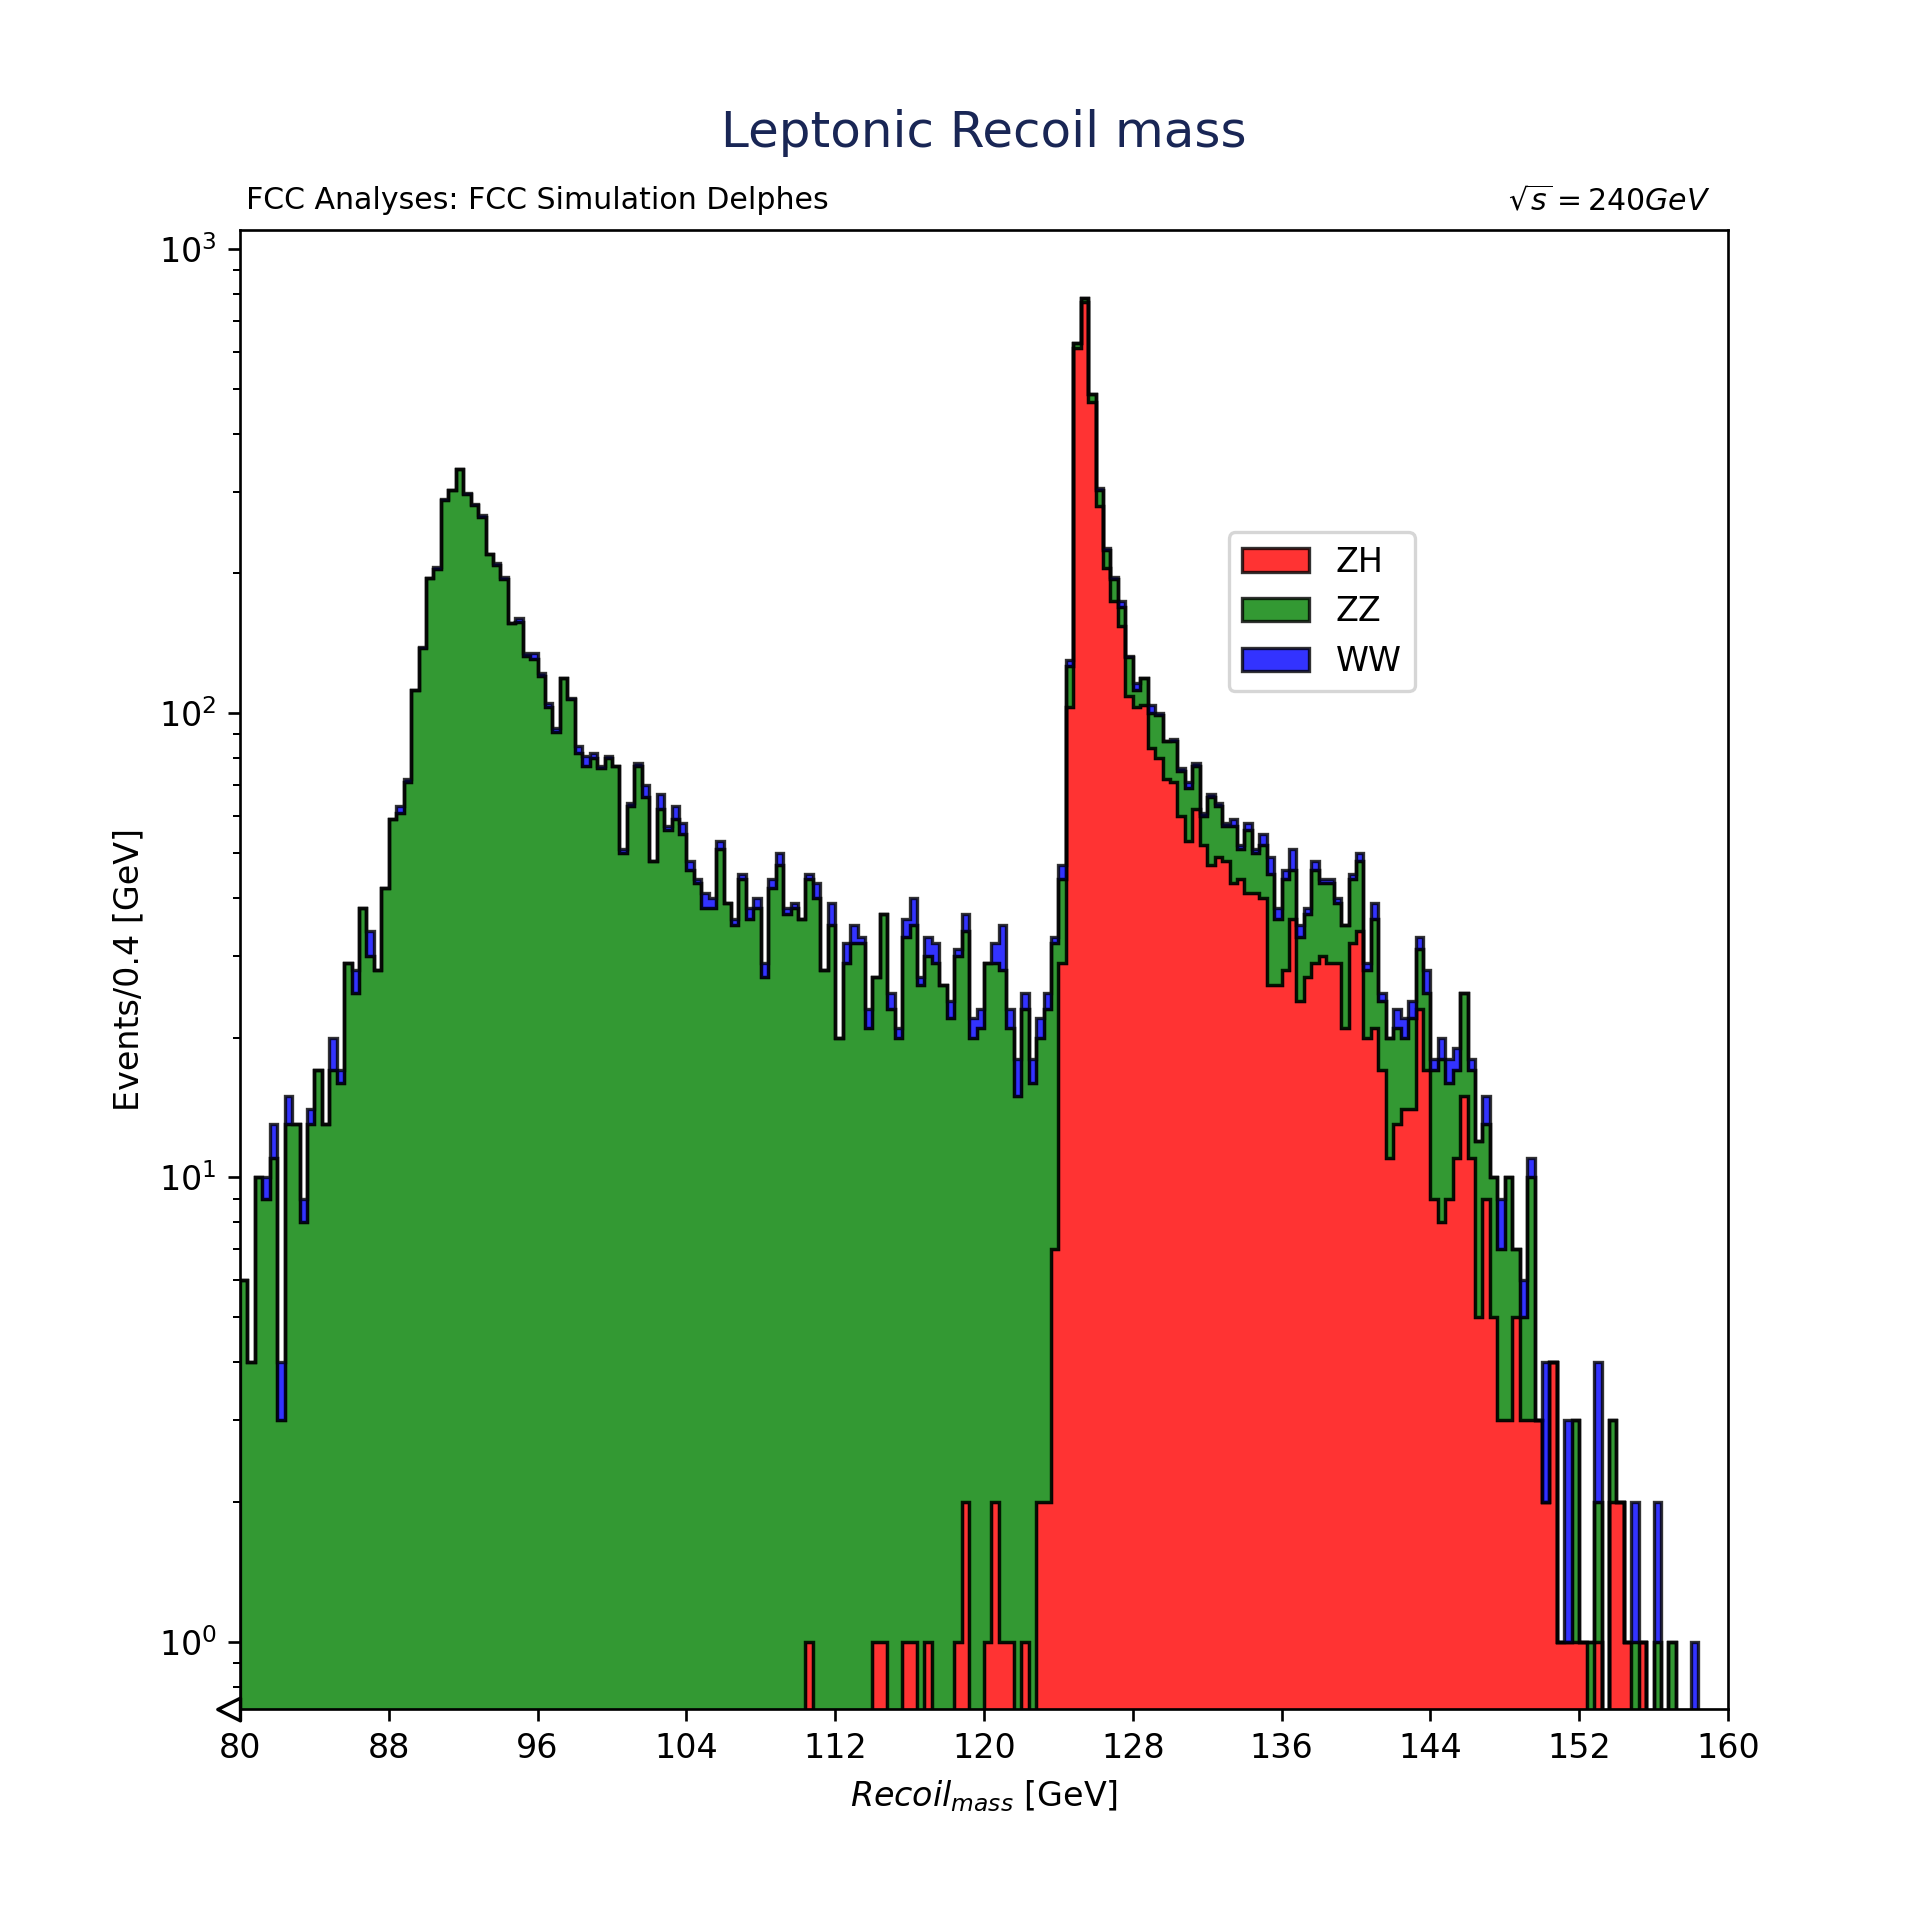 Leptonic Recoil mass
FCC Analyses: FCC Simulation Delphes
√s = 240GeV
10³
10²
10¹
10⁰
Events/0.4 [GeV]
ZH
ZZ
WW
80 88 96 104 112 120 128 136 144 152 160
Recoil_mass [GeV]